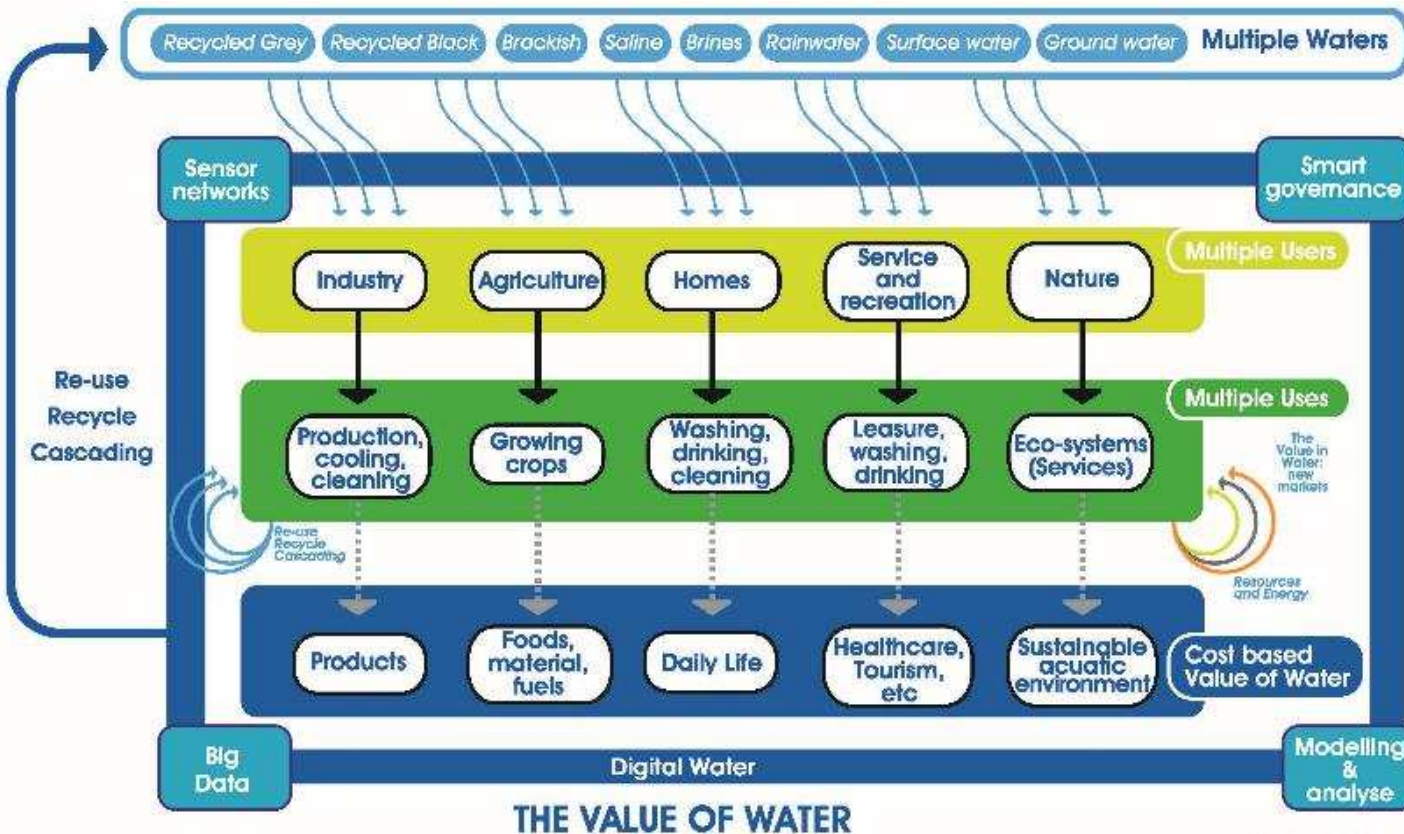 Recycled Grey
Recycled Black
Brackish
Saline
Brines
Rainwater
Surface water
Ground water
Multiple Waters
Sensor
networks
Smart
governance
Multiple Users
Industry
Agriculture
Homes
Service
and
recreation
Nature
Re-use
Recycle
Cascading
Multiple Uses
Production,
cooling,
cleaning
Growing
crops
Washing,
drinking,
cleaning
Leasure,
washing,
drinking
Eco-systems
(Services)
The
Value in
Water:
new
markets
Re-use
Recycle
Cascading
Resources
and Energy
Products
Foods,
material,
fuels
Daily Life
Healthcare,
Tourism,
etc
Sustainable
acuatic
environment
Cost based
Value of Water
Big
Data
Digital Water
Modelling
&
analyse
THE VALUE OF WATER